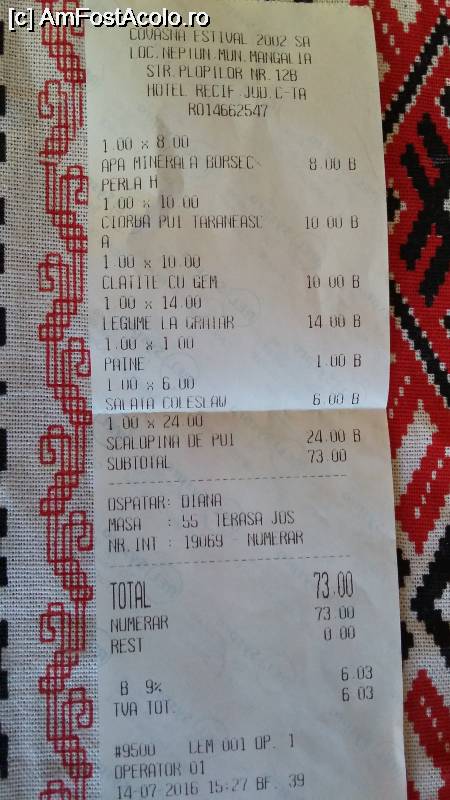 [c] AmFostAcolo.ro
COVASNA ESTIVAL 2002 SA
LOC.NEPTUN.MUN.MANGALIA
STR.PLOPILOR NR.12B
HOTEL RECIF JUD.C-TA
RO14662547
1.00 x 8.00
APA MINERALA BORSEC 8.00 B
PERLA H
1.00 x 10.00
CIORBA PUI TARANEASC 10.00 B
A
1.00 x 10.00
CLATITE CU GEM 10.00 B
1.00 x 14.00
LEGUME LA GRATAR 14.00 B
1.00 x 1.00
PAINE 1.00 B
1.00 x 6.00
SALATA COLESLAW 6.00 B
1.00 x 24.00
SCALOPINA DE PUI 24.00 B
SUBTOTAL 73.00
OSPATAR: DIANA
MASA : 55 TERASA JOS
NR.INT : 19069 - NUMERAR
TOTAL 73.00
NUMERAR 73.00
REST 0.00
B 9% 6.03
TVA TOT. 6.03
#9500 LEM 001 OP. 1
OPERATOR 01
14-07-2016 15:27 BF. 39